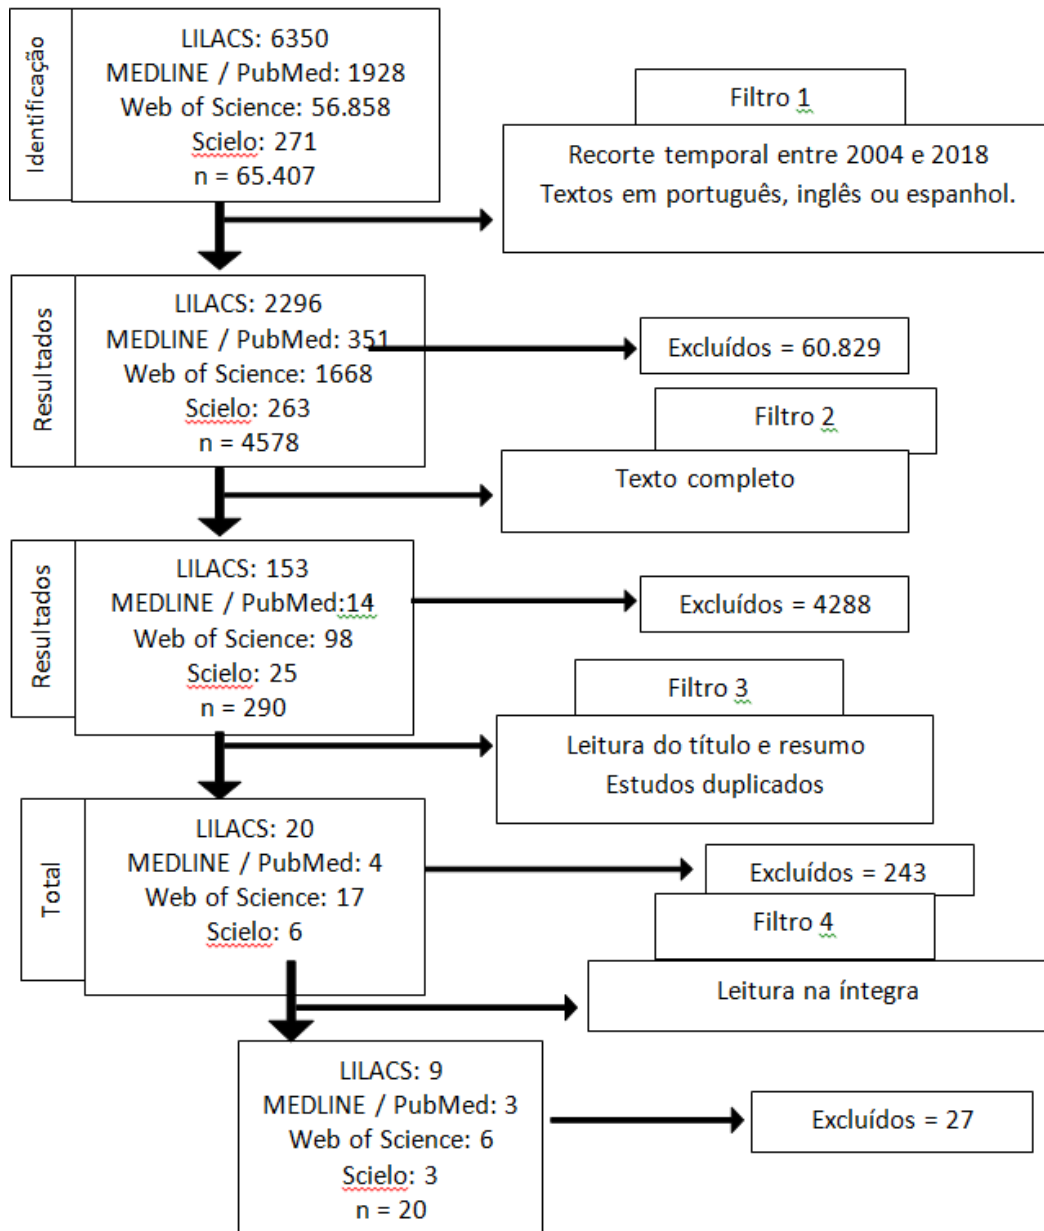 Identificação
LILACS: 6350
MEDLINE / PubMed: 1928
Web of Science: 56.858
Scielo: 271
n = 65.407
Filtro 1
Recorte temporal entre 2004 e 2018
Textos em português, inglês ou espanhol.
Resultados
LILACS: 2296
MEDLINE / PubMed: 351
Web of Science: 1668
Scielo: 263
n = 4578
Excluídos = 60.829
Filtro 2
Texto completo
Resultados
LILACS: 153
MEDLINE / PubMed:14
Web of Science: 98
Scielo: 25
n = 290
Excluídos = 4288
Filtro 3
Leitura do título e resumo
Estudos duplicados
Total
LILACS: 20
MEDLINE / PubMed: 4
Web of Science: 17
Scielo: 6
Excluídos = 243
Filtro 4
Leitura na íntegra
LILACS: 9
MEDLINE / PubMed: 3
Web of Science: 6
Scielo: 3
n = 20
Excluídos = 27